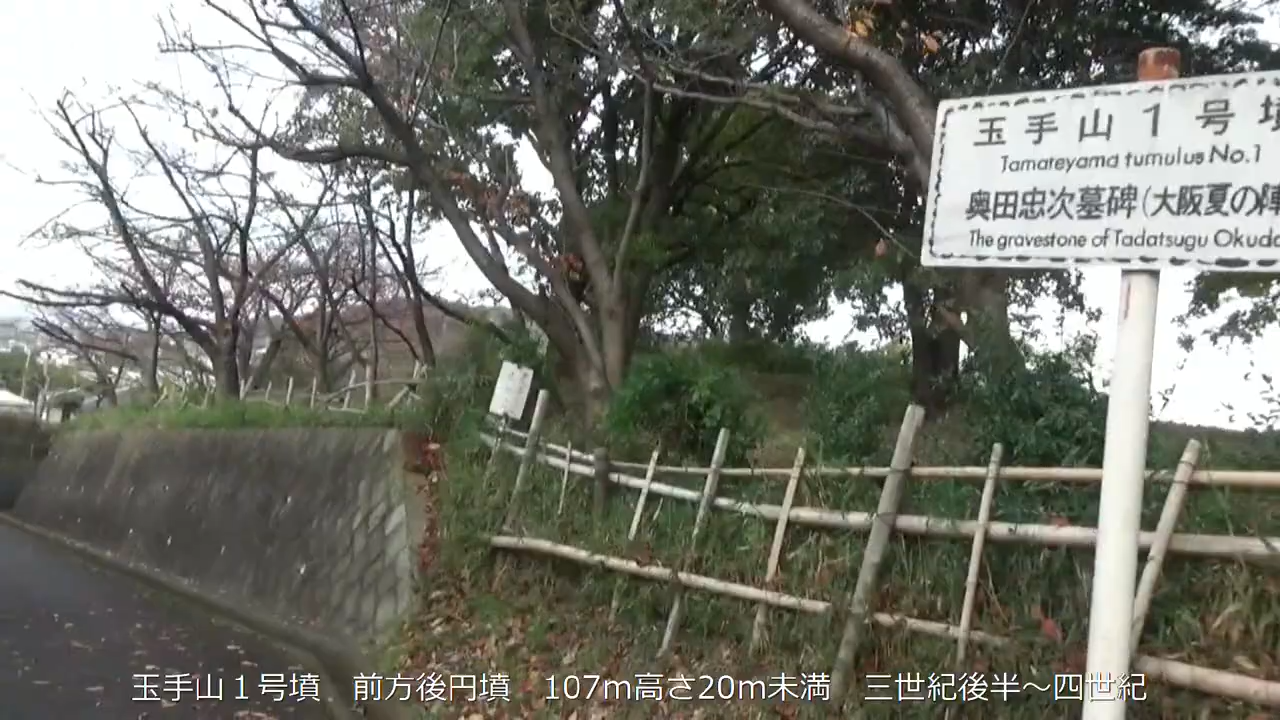 玉手山1号墳
Tamateyama tumulus No.1
奥田忠次墓碑(大阪夏の陣
The gravestone of Tadatsugu Okuda
玉手山１号墳　前方後円墳　107m高さ20m未満　三世紀後半～四世紀